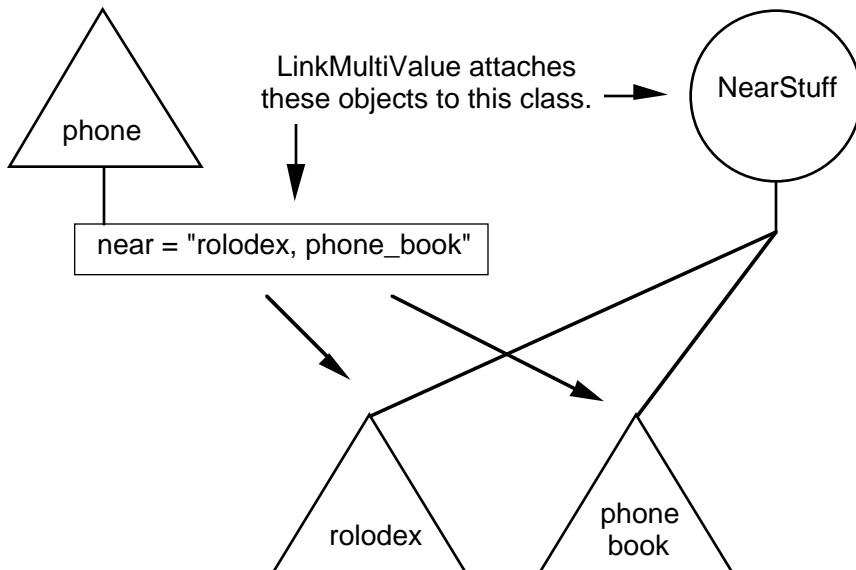 LinkMultiValue attaches
these objects to this class.
NearStuff
phone
near = "rolodex, phone_book"
rolodex
phone
book